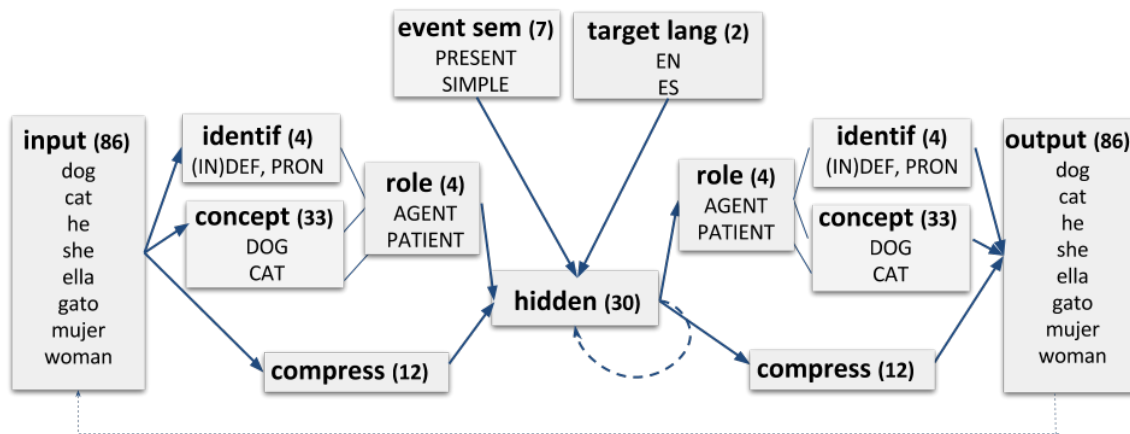 event sem (7)
PRESENT
SIMPLE
target lang (2)
EN
ES
input (86)
dog
cat
he
she
ella
gato
mujer
woman
identif (4)
(IN)DEF, PRON
concept (33)
DOG
CAT
role (4)
AGENT
PATIENT
compress (12)
hidden (30)
role (4)
AGENT
PATIENT
identif (4)
(IN)DEF, PRON
concept (33)
DOG
CAT
compress (12)
output (86)
dog
cat
he
she
ella
gato
mujer
woman